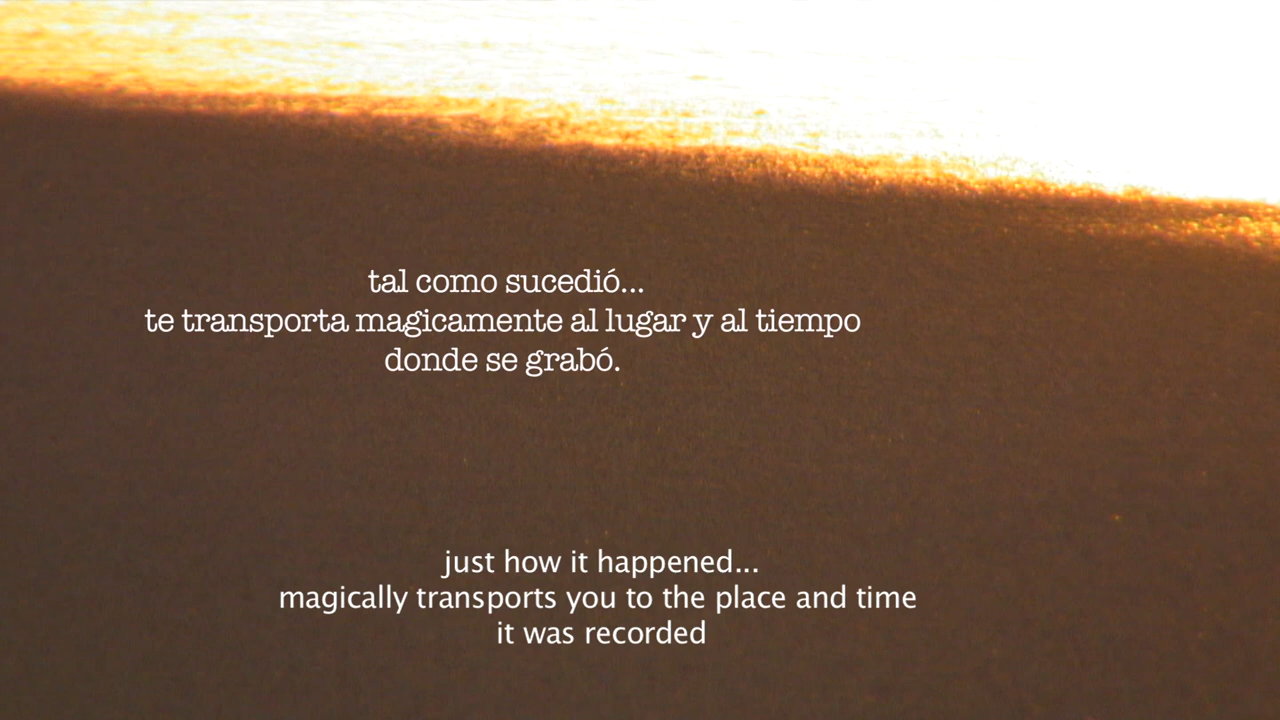 tal como sucedió...
te transporta magicamente al lugar y al tiempo
donde se grabó.
just how it happened...
magically transports you to the place and time
it was recorded